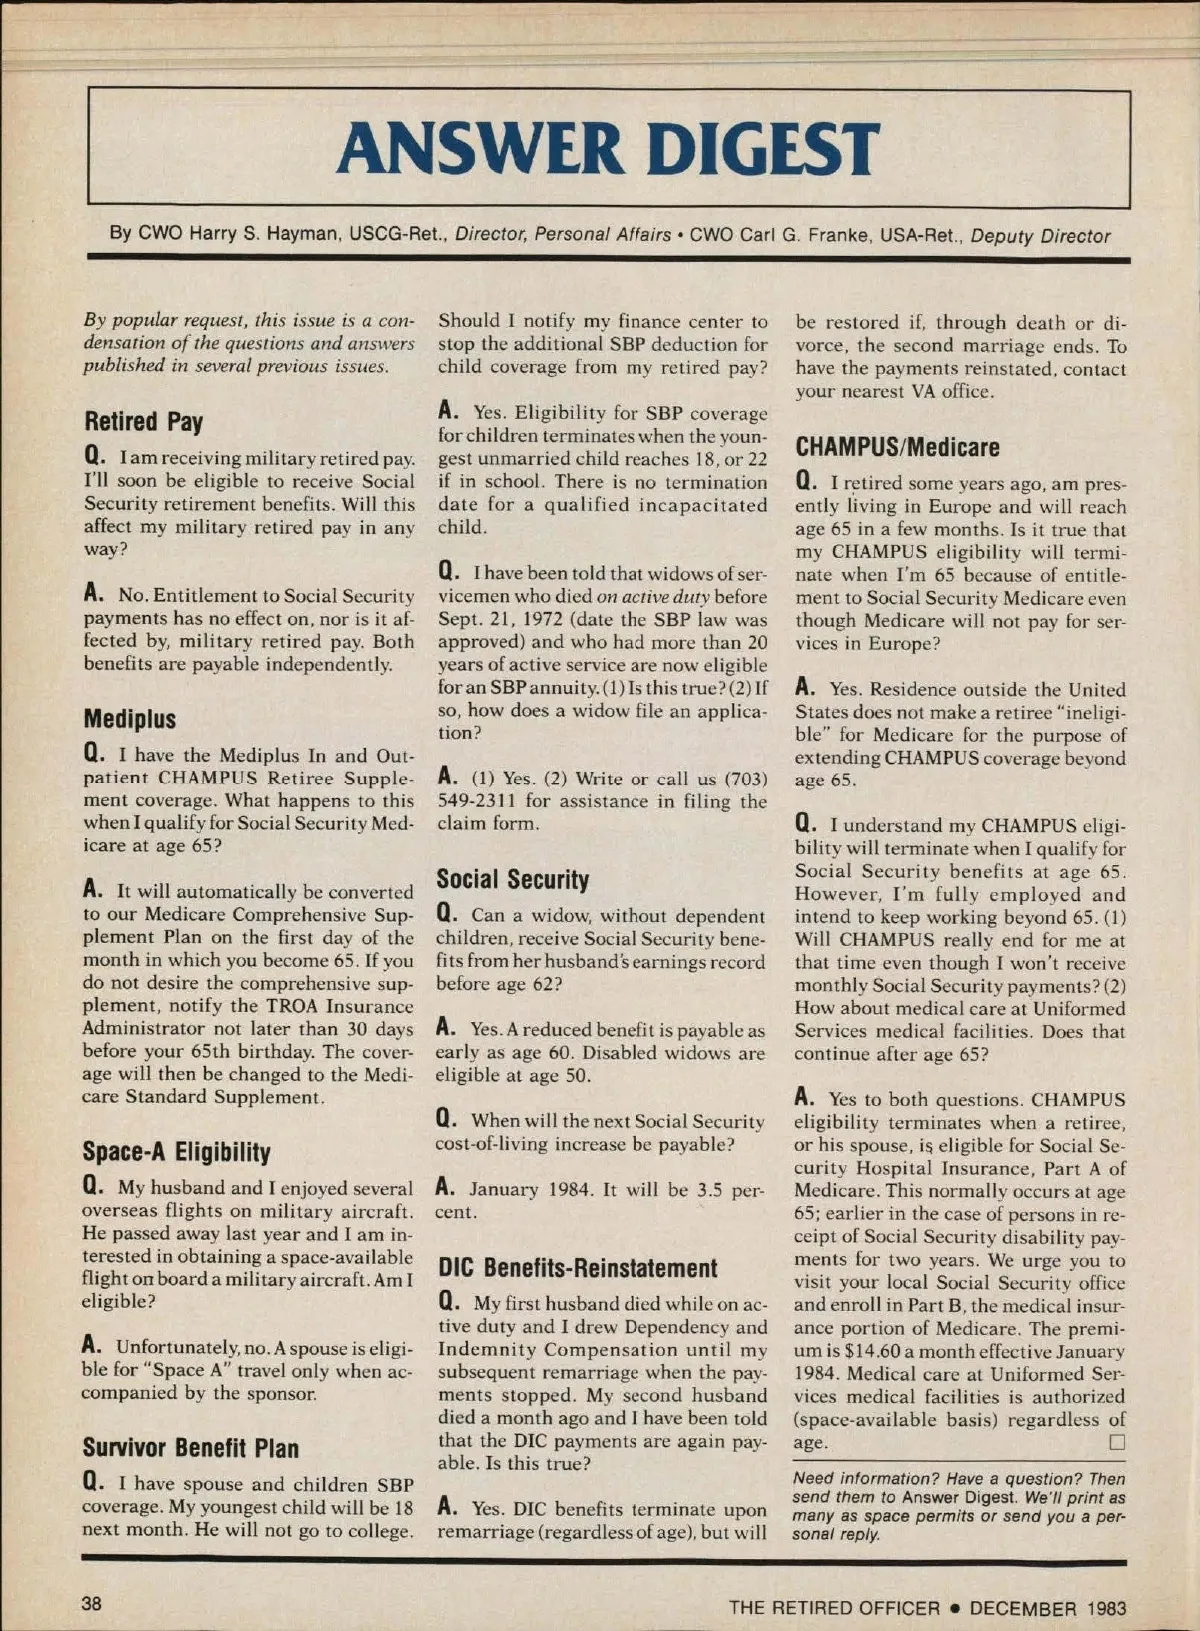 ANSWER DIGEST
By CWO Harry S. Hayman, USCG-Ret., Director, Personal Affairs • CWO Carl G. Franke, USA-Ret., Deputy Director
By popular request, this issue is a con-
densation of the questions and answers
published in several previous issues.
Retired Pay
Q. I am receiving military retired pay.
I'll soon be eligible to receive Social
Security retirement benefits. Will this
affect my military retired pay in any
way?
A. No. Entitlement to Social Security
payments has no effect on, nor is it af-
fected by, military retired pay. Both
benefits are payable independently.
Mediplus
Q. I have the Mediplus In and Out-
patient CHAMPUS Retiree Supple-
ment coverage. What happens to this
when I qualify for Social Security Med-
icare at age 65?
A. It will automatically be converted
to our Medicare Comprehensive Sup-
plement Plan on the first day of the
month in which you become 65. If you
do not desire the comprehensive sup-
plement, notify the TROA Insurance
Administrator not later than 30 days
before your 65th birthday. The cover-
age will then be changed to the Medi-
care Standard Supplement.
Space-A Eligibility
Q. My husband and I enjoyed several
overseas flights on military aircraft.
He passed away last year and I am in-
terested in obtaining a space-available
flight on board a military aircraft. Am I
eligible?
A. Unfortunately, no. A spouse is eligi-
ble for "Space A" travel only when ac-
companied by the sponsor.
Survivor Benefit Plan
Q. I have spouse and children SBP
coverage. My youngest child will be 18
next month. He will not go to college.
Should I notify my finance center to
stop the additional SBP deduction for
child coverage from my retired pay?
A. Yes. Eligibility for SBP coverage
for children terminates when the youn-
gest unmarried child reaches 18, or 22
if in school. There is no termination
date for a qualified incapacitated
child.
Q. I have been told that widows of ser-
vicemen who died on active duty before
Sept. 21, 1972 (date the SBP law was
approved) and who had more than 20
years of active service are now eligible
for an SBP annuity. (1) Is this true? (2) If
so, how does a widow file an applica-
tion?
A. (1) Yes. (2) Write or call us (703)
549-2311 for assistance in filing the
claim form.
Social Security
Q. Can a widow, without dependent
children, receive Social Security bene-
fits from her husband's earnings record
before age 62?
A. Yes. A reduced benefit is payable as
early as age 60. Disabled widows are
eligible at age 50.
Q. When will the next Social Security
cost-of-living increase be payable?
A. January 1984. It will be 3.5 per-
cent.
DIC Benefits-Reinstatement
Q. My first husband died while on ac-
tive duty and I drew Dependency and
Indemnity Compensation until my
subsequent remarriage when the pay-
ments stopped. My second husband
died a month ago and I have been told
that the DIC payments are again pay-
able. Is this true?
A. Yes. DIC benefits terminate upon
remarriage (regardless of age), but will
be restored if, through death or di-
vorce, the second marriage ends. To
have the payments reinstated, contact
your nearest VA office.
CHAMPUS/Medicare
Q. I retired some years ago, am pres-
ently living in Europe and will reach
age 65 in a few months. Is it true that
my CHAMPUS eligibility will termi-
nate when I'm 65 because of entitle-
ment to Social Security Medicare even
though Medicare will not pay for ser-
vices in Europe?
A. Yes. Residence outside the United
States does not make a retiree "ineligi-
ble" for Medicare for the purpose of
extending CHAMPUS coverage beyond
age 65.
Q. I understand my CHAMPUS eligi-
bility will terminate when I qualify for
Social Security benefits at age 65.
However, I'm fully employed and
intend to keep working beyond 65. (1)
Will CHAMPUS really end for me at
that time even though I won't receive
monthly Social Security payments? (2)
How about medical care at Uniformed
Services medical facilities. Does that
continue after age 65?
A. Yes to both questions. CHAMPUS
eligibility terminates when a retiree,
or his spouse, is eligible for Social Se-
curity Hospital Insurance, Part A of
Medicare. This normally occurs at age
65; earlier in the case of persons in re-
ceipt of Social Security disability pay-
ments for two years. We urge you to
visit your local Social Security office
and enroll in Part B, the medical insur-
ance portion of Medicare. The premi-
um is $14.60 a month effective January
1984. Medical care at Uniformed Ser-
vices medical facilities is authorized
(space-available basis) regardless of
age. □
Need information? Have a question? Then
send them to Answer Digest. We'll print as
many as space permits or send you a per-
sonal reply.
38
THE RETIRED OFFICER • DECEMBER 1983